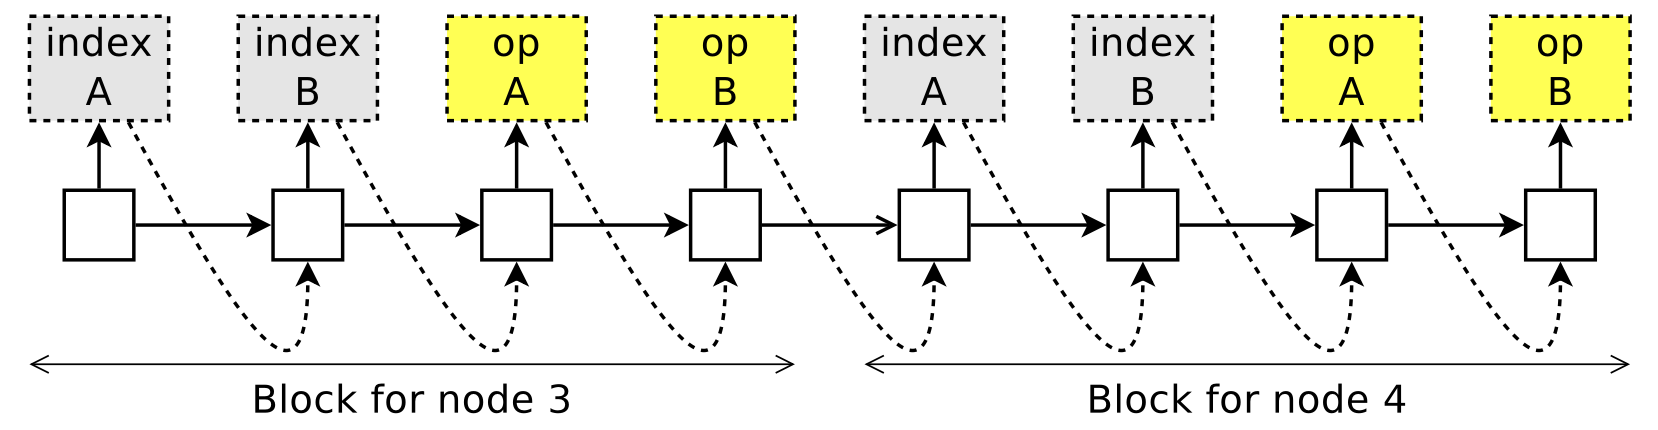 index
A
index
B
op
A
op
B
index
A
index
B
op
A
op
B
Block for node 3
Block for node 4